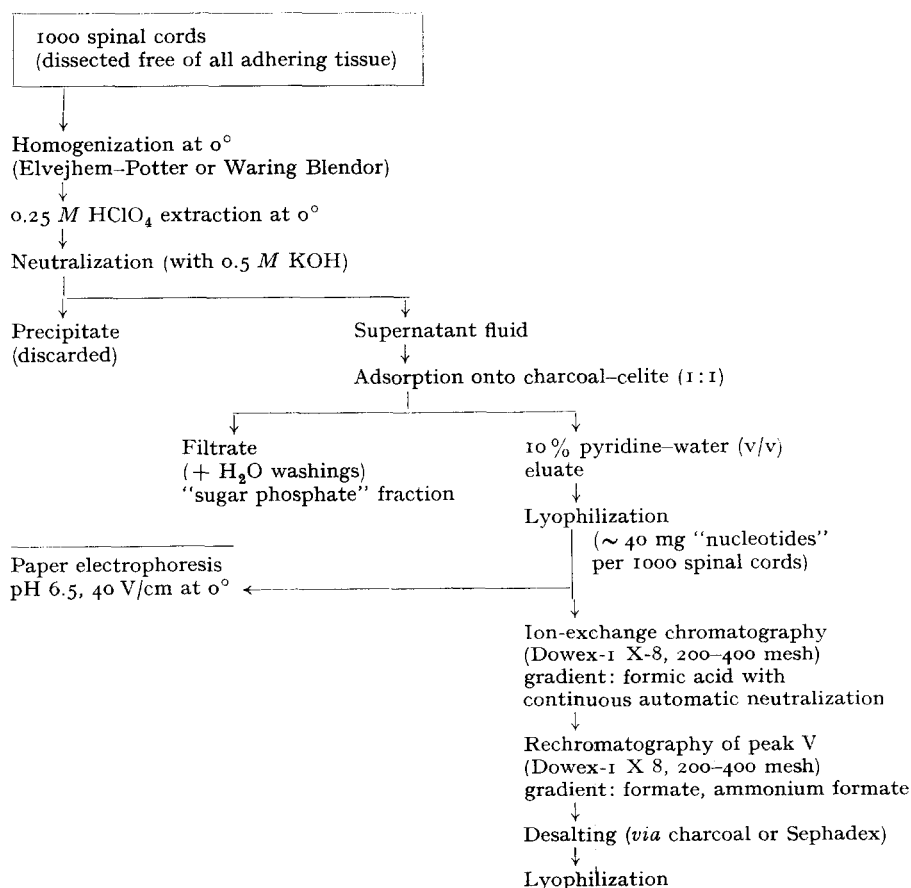 1000 spinal cords
(dissected free of all adhering tissue)
Homogenization at 0°
(Elvejhem–Potter or Waring Blendor)
0.25 M HClO₄ extraction at 0°
Neutralization (with 0.5 M KOH)
Precipitate
(discarded)
Supernatant fluid
Adsorption onto charcoal–celite (1:1)
Filtrate
(+ H₂O washings)
"sugar phosphate" fraction
10% pyridine–water (v/v)
eluate
Lyophilization
(~ 40 mg "nucleotides"
per 1000 spinal cords)
Paper electrophoresis
pH 6.5, 40 V/cm at 0°
Ion-exchange chromatography
(Dowex-1 X-8, 200–400 mesh)
gradient: formic acid with
continuous automatic neutralization
Rechromatography of peak V
(Dowex-1 X 8, 200–400 mesh)
gradient: formate, ammonium formate
Desalting (via charcoal or Sephadex)
Lyophilization